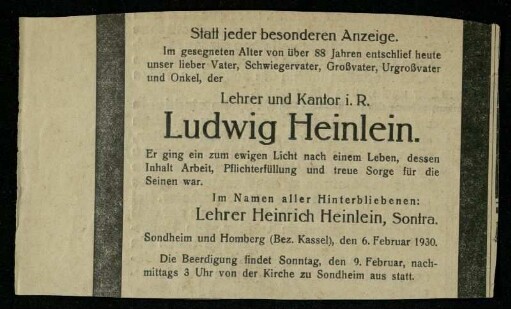 Statt jeder besonderen Anzeige.
Im gesegneten Alter von über 88 Jahren entschlief heute
unser lieber Vater, Schwiegervater, Großvater, Urgroßvater
und Onkel, der
Lehrer und Kantor i. R.
Ludwig Heinlein.
Er ging ein zum ewigen Licht nach einem Leben, dessen
Inhalt Arbeit, Pflichterfüllung und treue Sorge für die
Seinen war.
Im Namen aller Hinterbliebenen:
Lehrer Heinrich Heinlein, Sontra.
Sondheim und Homberg (Bez. Kassel), den 6. Februar 1930.
Die Beerdigung findet Sonntag, den 9. Februar, nach-
mittags 3 Uhr von der Kirche zu Sondheim aus statt.